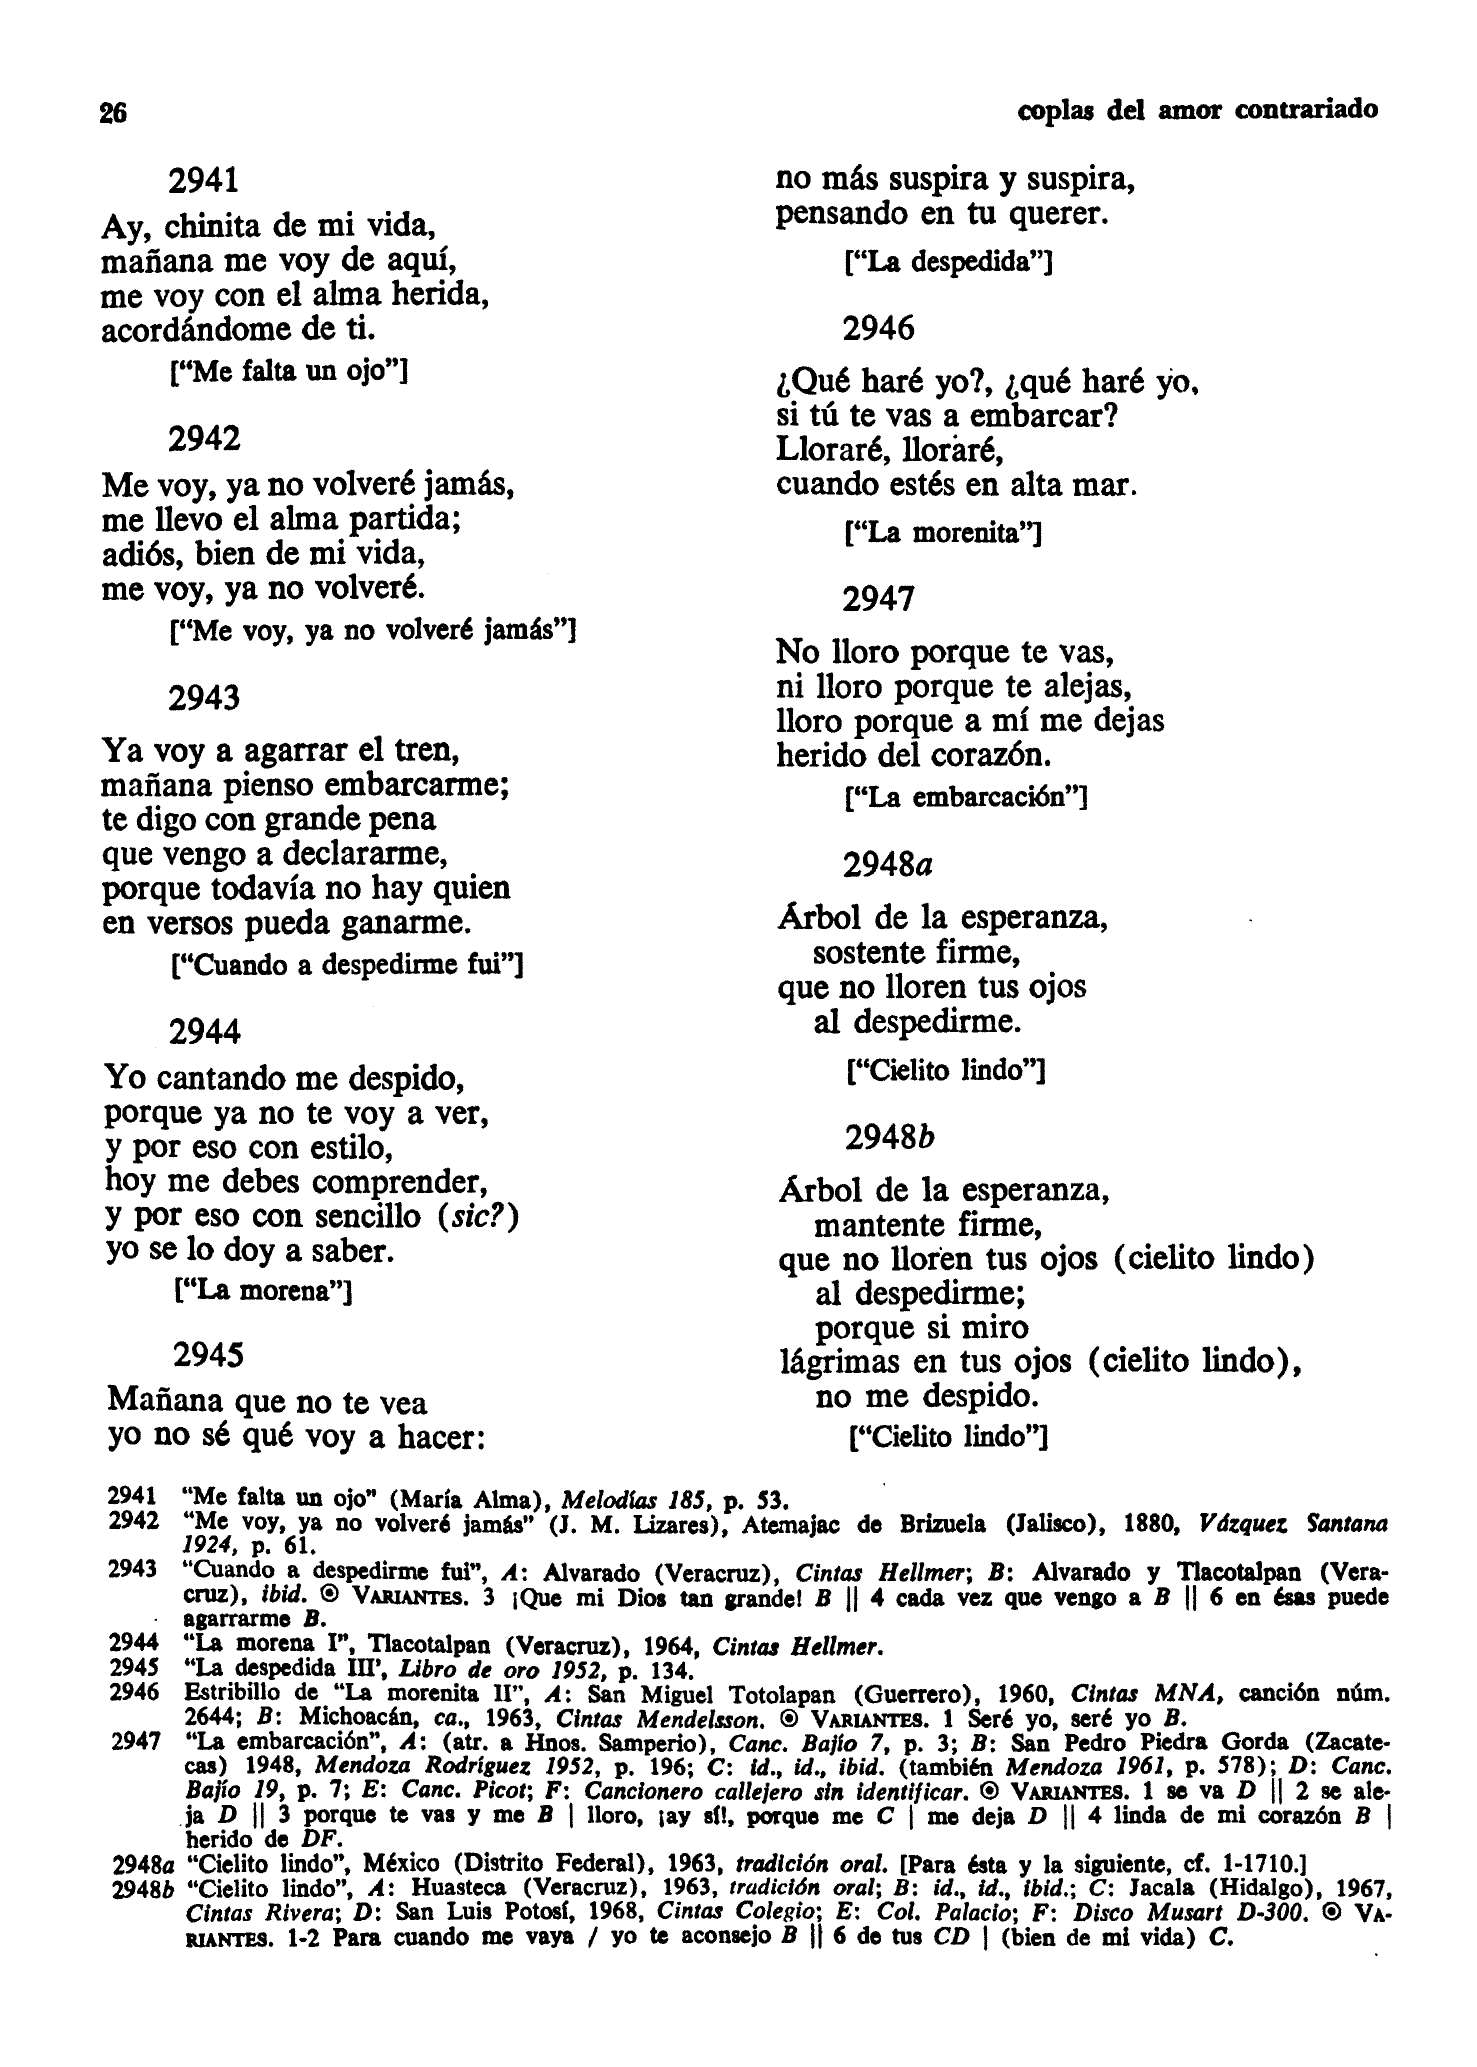 26
coplas del amor contrariado
2941
Ay, chinita de mi vida,
mañana me voy de aquí,
me voy con el alma herida,
acordándome de ti.
[“Me falta un ojo”]
2942
Me voy, ya no volveré jamás,
me llevo el alma partida;
adiós, bien de mi vida,
me voy, ya no volveré.
[“Me voy, ya no volveré jamás”]
2943
Ya voy a agarrar el tren,
mañana pienso embarcarme;
te digo con grande pena
que vengo a declararme,
porque todavía no hay quien
en versos pueda ganarme.
[“Cuando a despedirme fui”]
2944
Yo cantando me despido,
porque ya no te voy a ver,
y por eso con estilo,
hoy me debes comprender,
y por eso con sencillo (sic?)
yo se lo doy a saber.
[“La morena”]
2945
Mañana que no te vea
yo no sé qué voy a hacer:
no más suspira y suspira,
pensando en tu querer.
[“La despedida”]
2946
¿Qué haré yo?, ¿qué haré yo,
si tú te vas a embarcar?
Lloraré, lloraré,
cuando estés en alta mar.
[“La morenita”]
2947
No lloro porque te vas,
ni lloro porque te alejas,
lloro porque a mí me dejas
herido del corazón.
[“La embarcación”]
2948a
Árbol de la esperanza,
sostente firme,
que no lloren tus ojos
al despedirme.
[“Cielito lindo”]
2948b
Árbol de la esperanza,
mantente firme,
que no lloren tus ojos (cielito lindo)
al despedirme;
porque si miro
lágrimas en tus ojos (cielito lindo),
no me despido.
[“Cielito lindo”]
2941 “Me falta un ojo” (María Alma), Melodías 185, p. 53.
2942 “Me voy, ya no volveré jamás” (J. M. Lizares), Atemajac de Brizuela (Jalisco), 1880, Vázquez Santana
1924, p. 61.
2943 “Cuando a despedirme fui”, A: Alvarado (Veracruz), Cintas Hellmer; B: Alvarado y Tlacotalpan (Vera-
cruz), ibid. ⊙ VARIANTES. 3 ¡Que mi Dios tan grande! B || 4 cada vez que vengo a B || 6 en ésas puede
agarrarme B.
2944 “La morena I”, Tlacotalpan (Veracruz), 1964, Cintas Hellmer.
2945 “La despedida III’, Libro de oro 1952, p. 134.
2946 Estribillo de “La morenita II”, A: San Miguel Totolapan (Guerrero), 1960, Cintas MNA, canción núm.
2644; B: Michoacán, ca., 1963, Cintas Mendelsson. ⊙ VARIANTES. 1 Seré yo, seré yo B.
2947 “La embarcación”, A: (atr. a Hnos. Samperio), Canc. Bajío 7, p. 3; B: San Pedro Piedra Gorda (Zacate-
cas) 1948, Mendoza Rodríguez 1952, p. 196; C: id., id., ibid. (también Mendoza 1961, p. 578); D: Canc.
Bajío 19, p. 7; E: Canc. Picot; F: Cancionero callejero sin identificar. ⊙ VARIANTES. 1 se va D || 2 se ale-
ja D || 3 porque te vas y me B | lloro, ¡ay sí!, porque me C | me deja D || 4 linda de mi corazón B |
herido de DF.
2948a “Cielito lindo”, México (Distrito Federal), 1963, tradición oral. [Para ésta y la siguiente, cf. 1-1710.]
2948b “Cielito lindo”, A: Huasteca (Veracruz), 1963, tradición oral; B: id., id., ibid.; C: Jacala (Hidalgo), 1967,
Cintas Rivera; D: San Luis Potosí, 1968, Cintas Colegio; E: Col. Palacio; F: Disco Musart D-300. ⊙ VA-
RIANTES. 1-2 Para cuando me vaya / yo te aconsejo B || 6 de tus CD | (bien de mi vida) C.